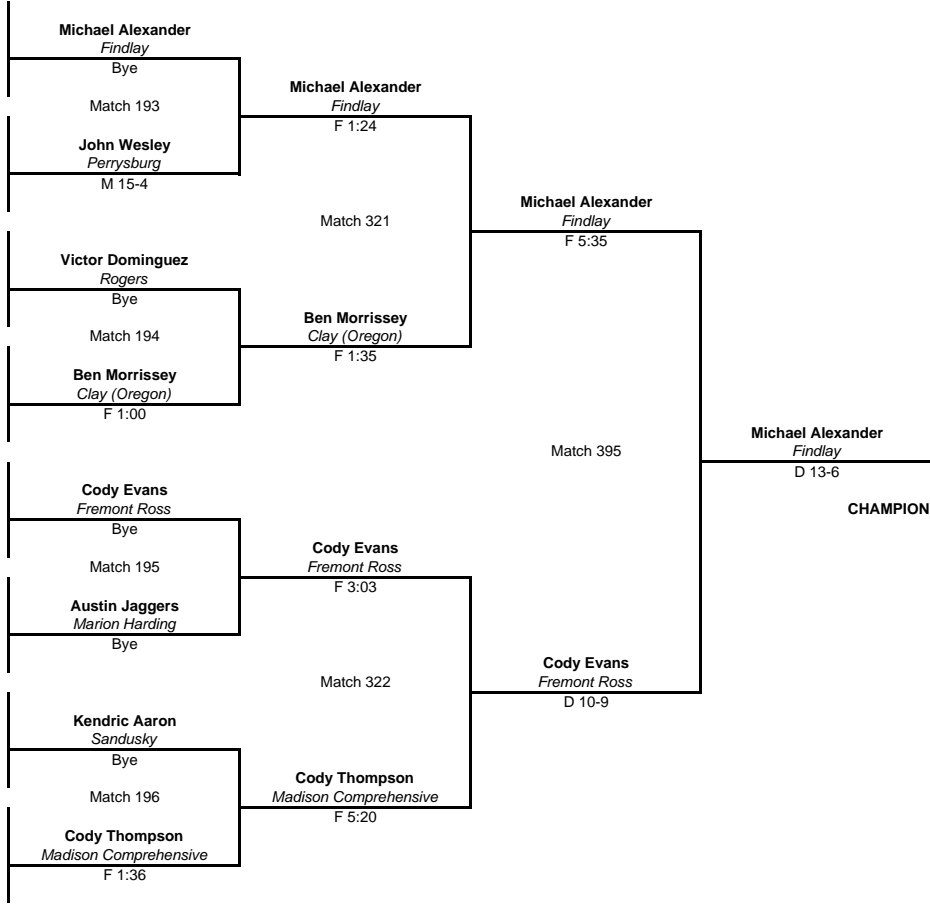 Michael Alexander
Findlay
Bye
Match 193
John Wesley
Perrysburg
M 15-4
Victor Dominguez
Rogers
Bye
Match 194
Ben Morrissey
Clay (Oregon)
F 1:00
Cody Evans
Fremont Ross
Bye
Match 195
Austin Jaggers
Marion Harding
Bye
Kendric Aaron
Sandusky
Bye
Match 196
Cody Thompson
Madison Comprehensive
F 1:36
Michael Alexander
Findlay
F 1:24
Match 321
Ben Morrissey
Clay (Oregon)
F 1:35
Cody Evans
Fremont Ross
F 3:03
Match 322
Cody Thompson
Madison Comprehensive
F 5:20
Michael Alexander
Findlay
F 5:35
Match 395
Cody Evans
Fremont Ross
D 10-9
Michael Alexander
Findlay
D 13-6
CHAMPION